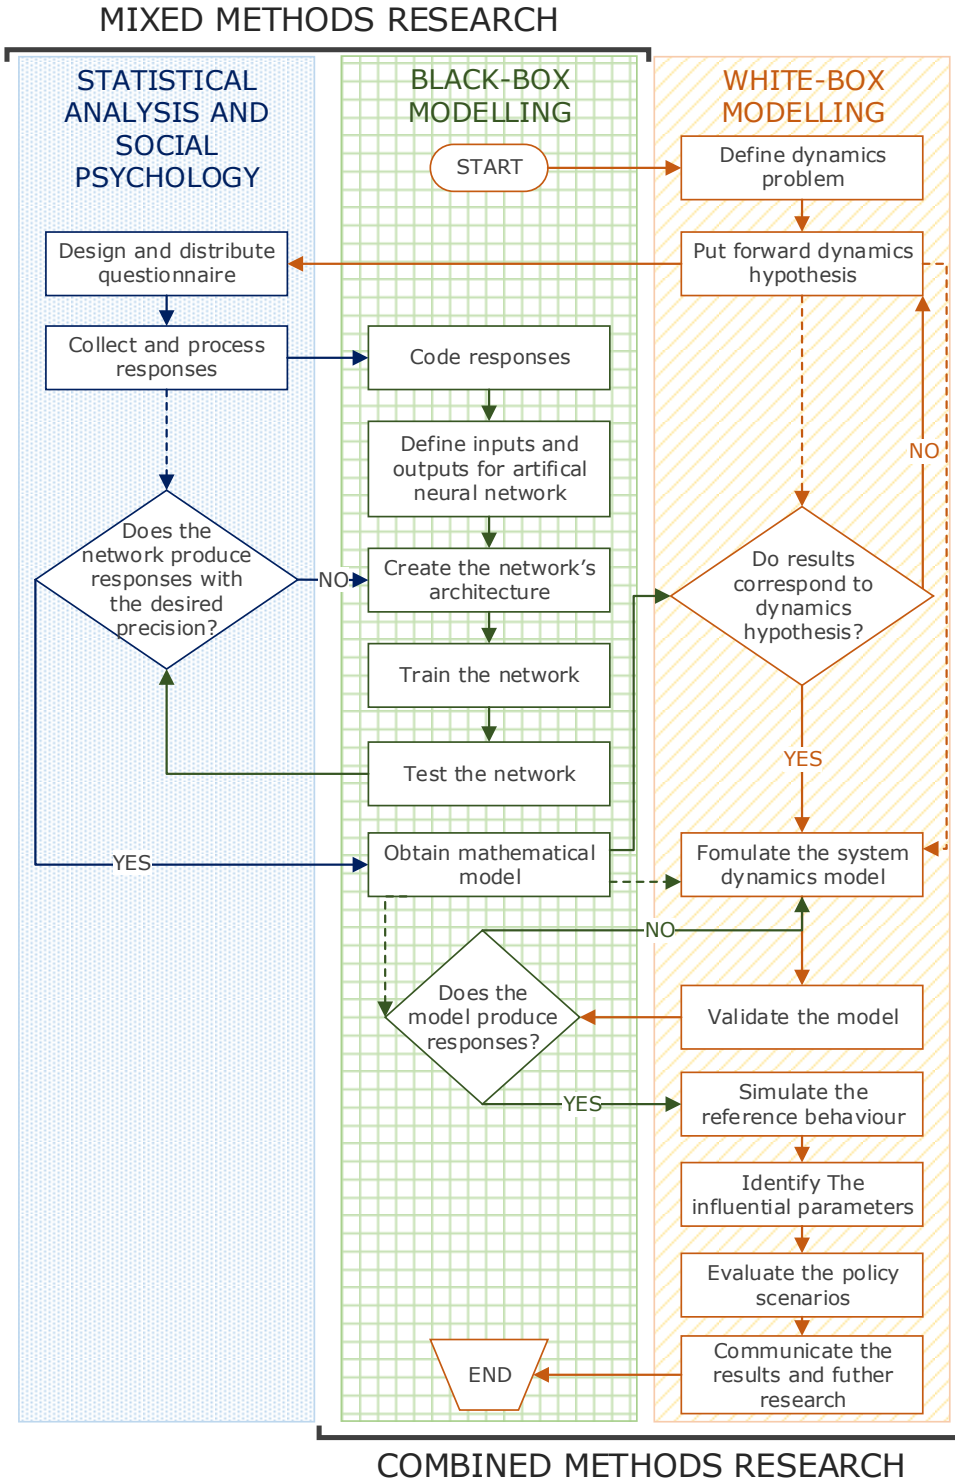 MIXED METHODS RESEARCH
STATISTICAL
ANALYSIS AND
SOCIAL
PSYCHOLOGY
BLACK-BOX
MODELLING
WHITE-BOX
MODELLING
START
Define dynamics
problem
Design and distribute
questionnaire
Put forward dynamics
hypothesis
Collect and process
responses
Code responses
Define inputs and
outputs for artifical
neural network
NO
Does the
network produce
responses with
the desired
precision?
NO
Create the network's
architecture
Do results
correspond to
dynamics
hypothesis?
Train the network
Test the network
YES
YES
Obtain mathematical
model
Fomulate the system
dynamics model
NO
Does the
model produce
responses?
Validate the model
YES
Simulate the
reference behaviour
Identify The
influential parameters
Evaluate the policy
scenarios
Communicate the
results and futher
research
END
COMBINED METHODS RESEARCH